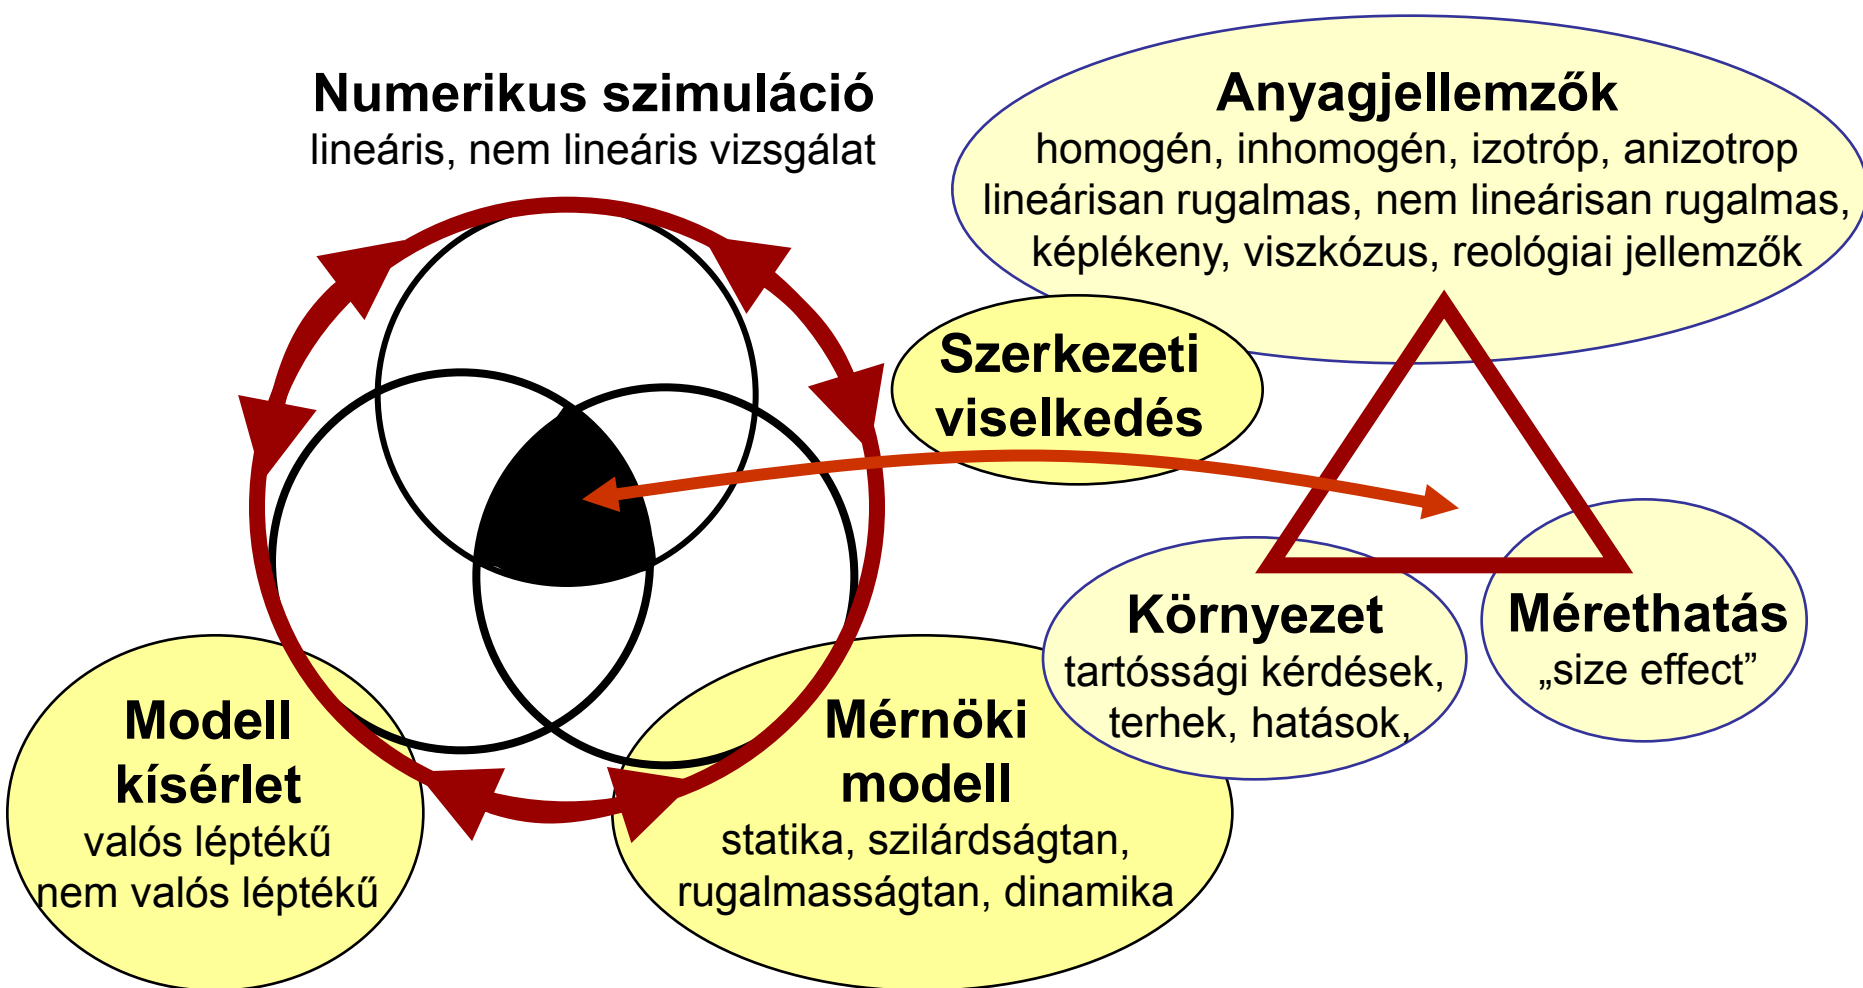 Numerikus szimuláció
lineáris, nem lineáris vizsgálat
Anyagjellemzők
homogén, inhomogén, izotróp, anizotrop
lineárisan rugalmas, nem lineárisan rugalmas,
képlékeny, viszkózus, reológiai jellemzők
Szerkezeti
viselkedés
Környezet
tartóssági kérdések,
terhek, hatások,
Mérethatás
„size effect”
Modell
kísérlet
valós léptékű
nem valós léptékű
Mérnöki
modell
statika, szilárdságtan,
rugalmasságtan, dinamika